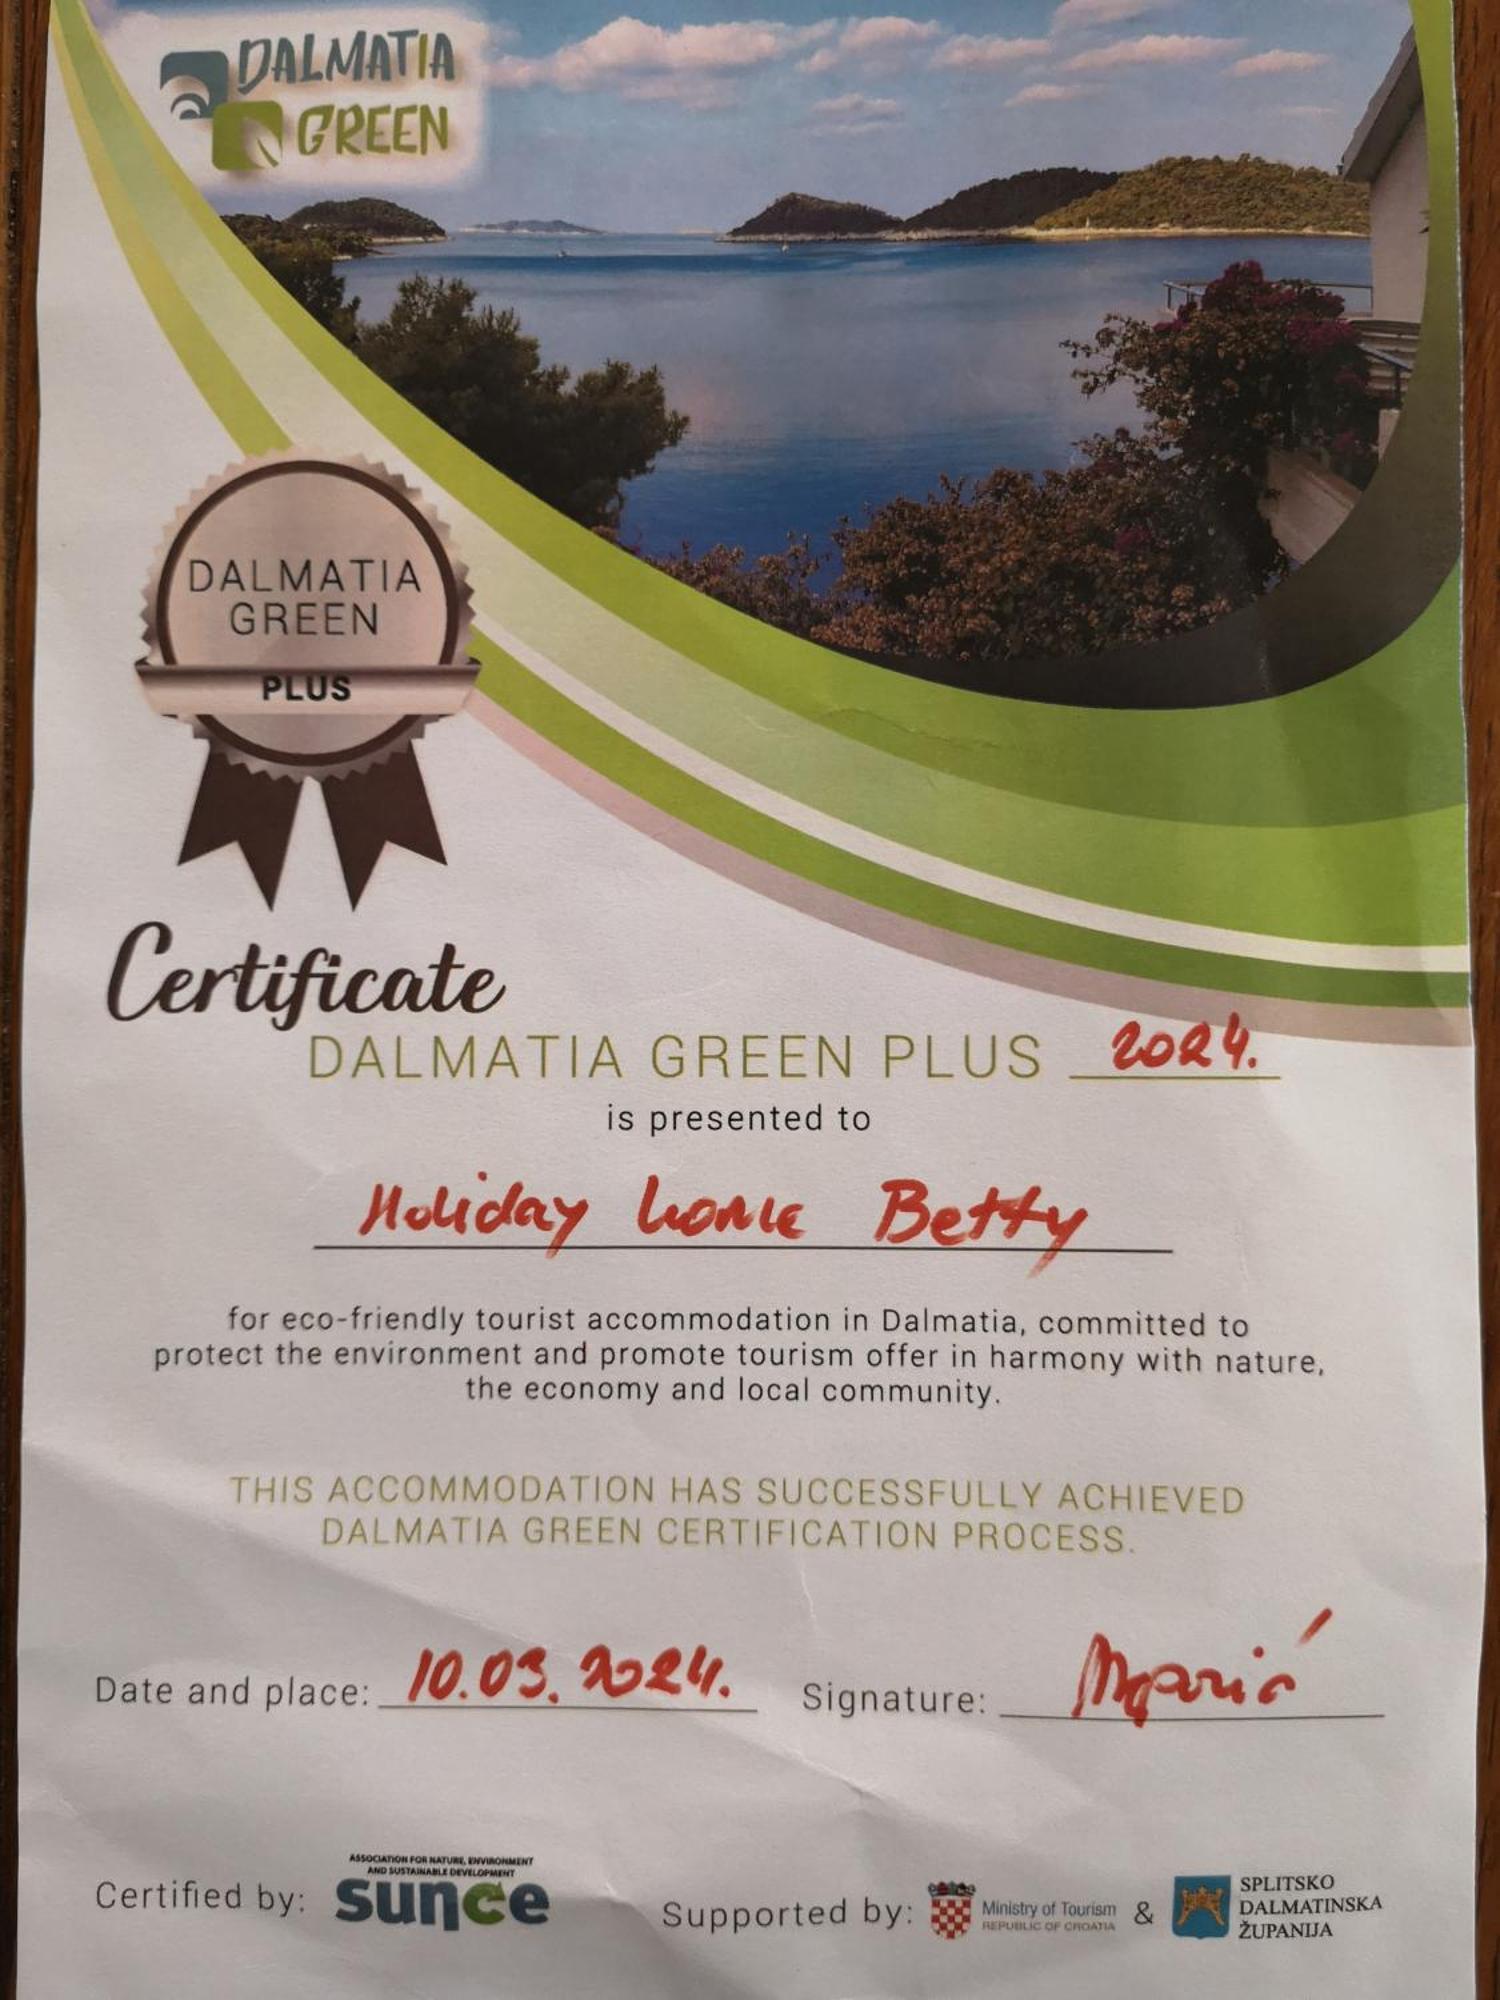 DALMATIA
GREEN
DALMATIA
GREEN
PLUS
Certificate
DALMATIA GREEN PLUS 2024.
is presented to
Holiday home Betty
for eco-friendly tourist accommodation in Dalmatia, committed to
protect the environment and promote tourism offer in harmony with nature,
the economy and local community.
THIS ACCOMMODATION HAS SUCCESSFULLY ACHIEVED
DALMATIA GREEN CERTIFICATION PROCESS.
Date and place: 10.03.2024. Signature:
ASSOCIATION FOR NATURE, ENVIRONMENT
AND SUSTAINABLE DEVELOPMENT
Certified by: sunce
Supported by: Ministry of Tourism
REPUBLIC OF CROATIA
&
SPLITSKO
DALMATINSKA
ŽUPANIJA